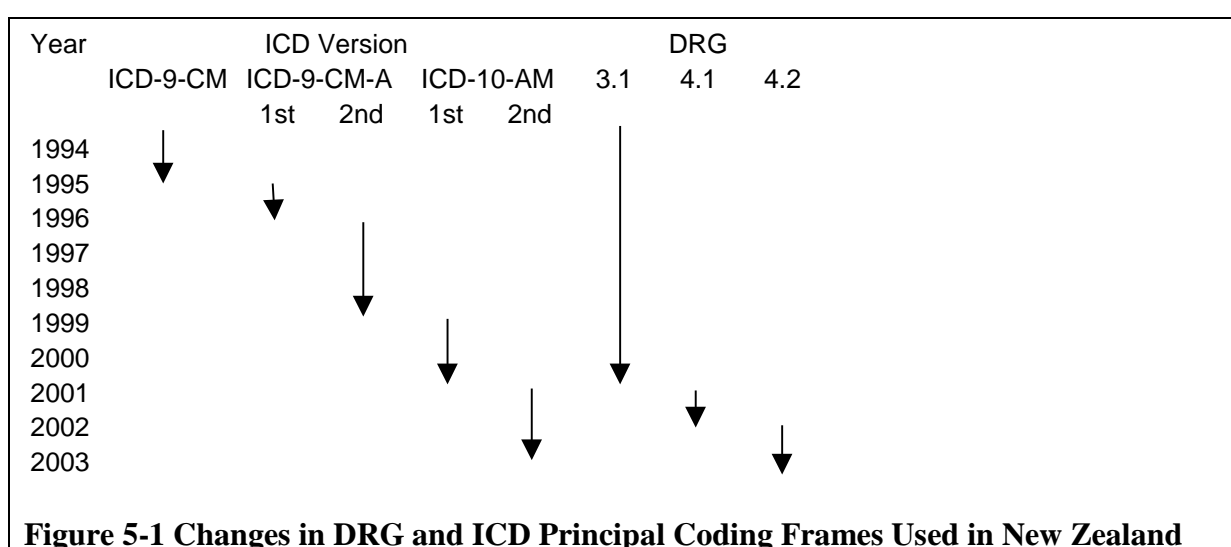 Year ICD Version DRG
ICD-9-CM ICD-9-CM-A ICD-10-AM 3.1 4.1 4.2
1st 2nd 1st 2nd
1994
1995
1996
1997
1998
1999
2000
2001
2002
2003
Figure 5-1 Changes in DRG and ICD Principal Coding Frames Used in New Zealand